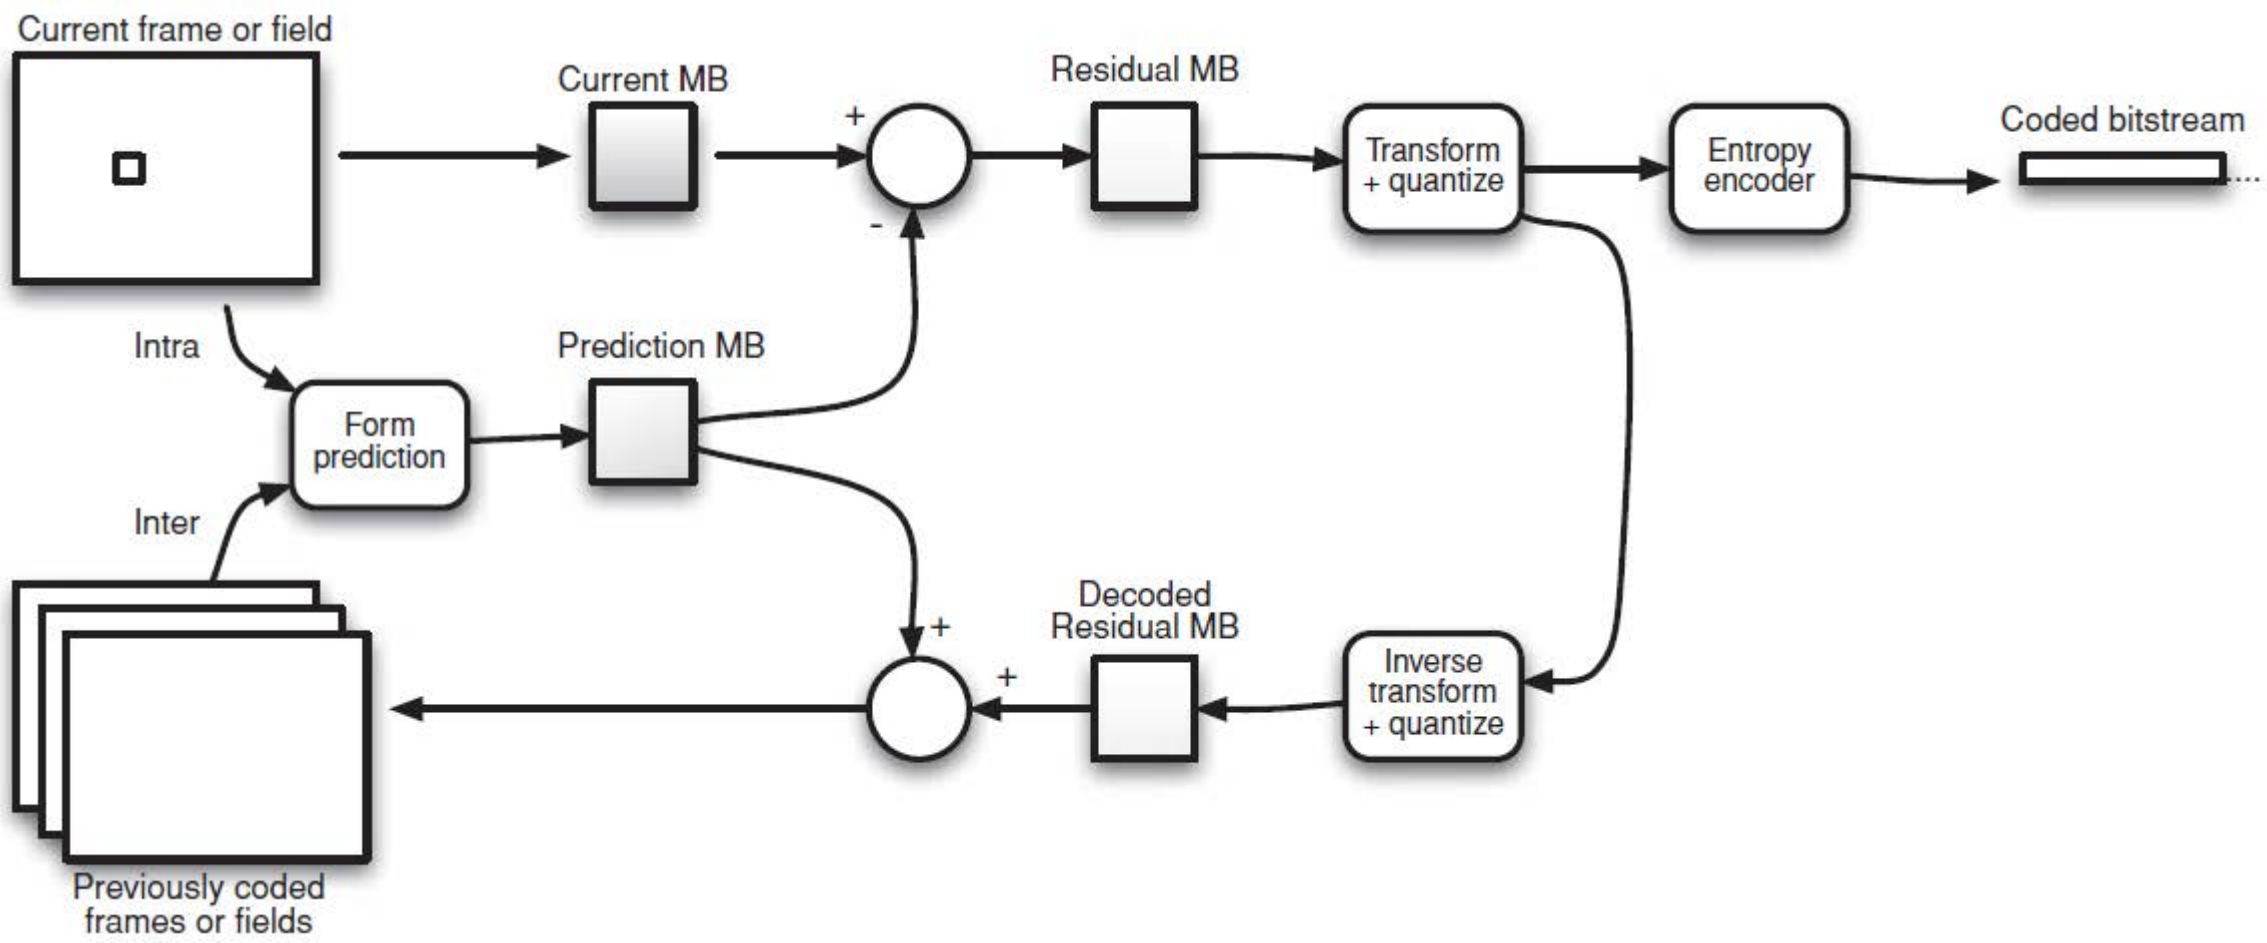 Current frame or field
Current MB
Residual MB
+
-
Transform
+ quantize
Entropy
encoder
Coded bitstream
....
Intra
Form
prediction
Prediction MB
Inter
+
+
Decoded
Residual MB
Inverse
transform
+ quantize
Previously coded
frames or fields